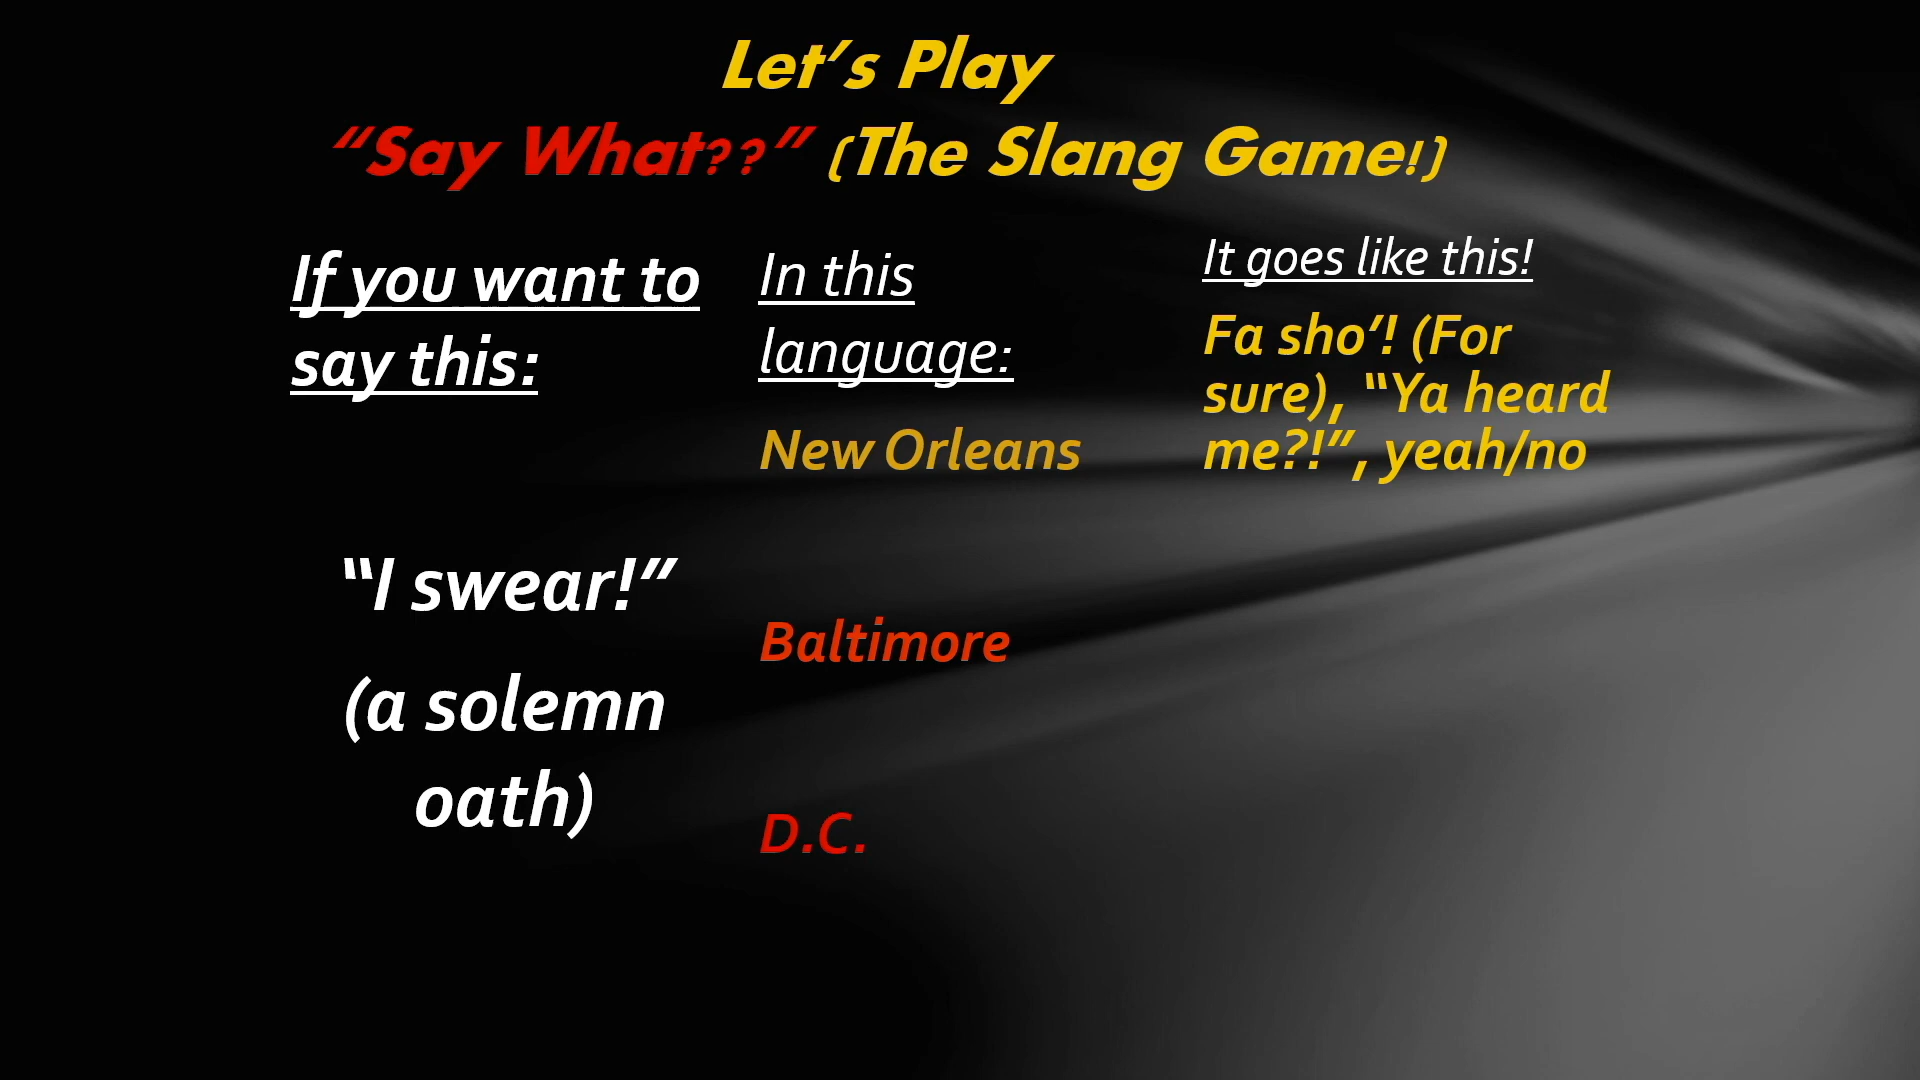 Let’s Play
“Say What??” (The Slang Game!)
If you want to
say this:
“I swear!”
(a solemn
oath)
In this
language:
New Orleans
Baltimore
D.C.
It goes like this!
Fa sho’! (For
sure), “Ya heard
me?!”, yeah/no